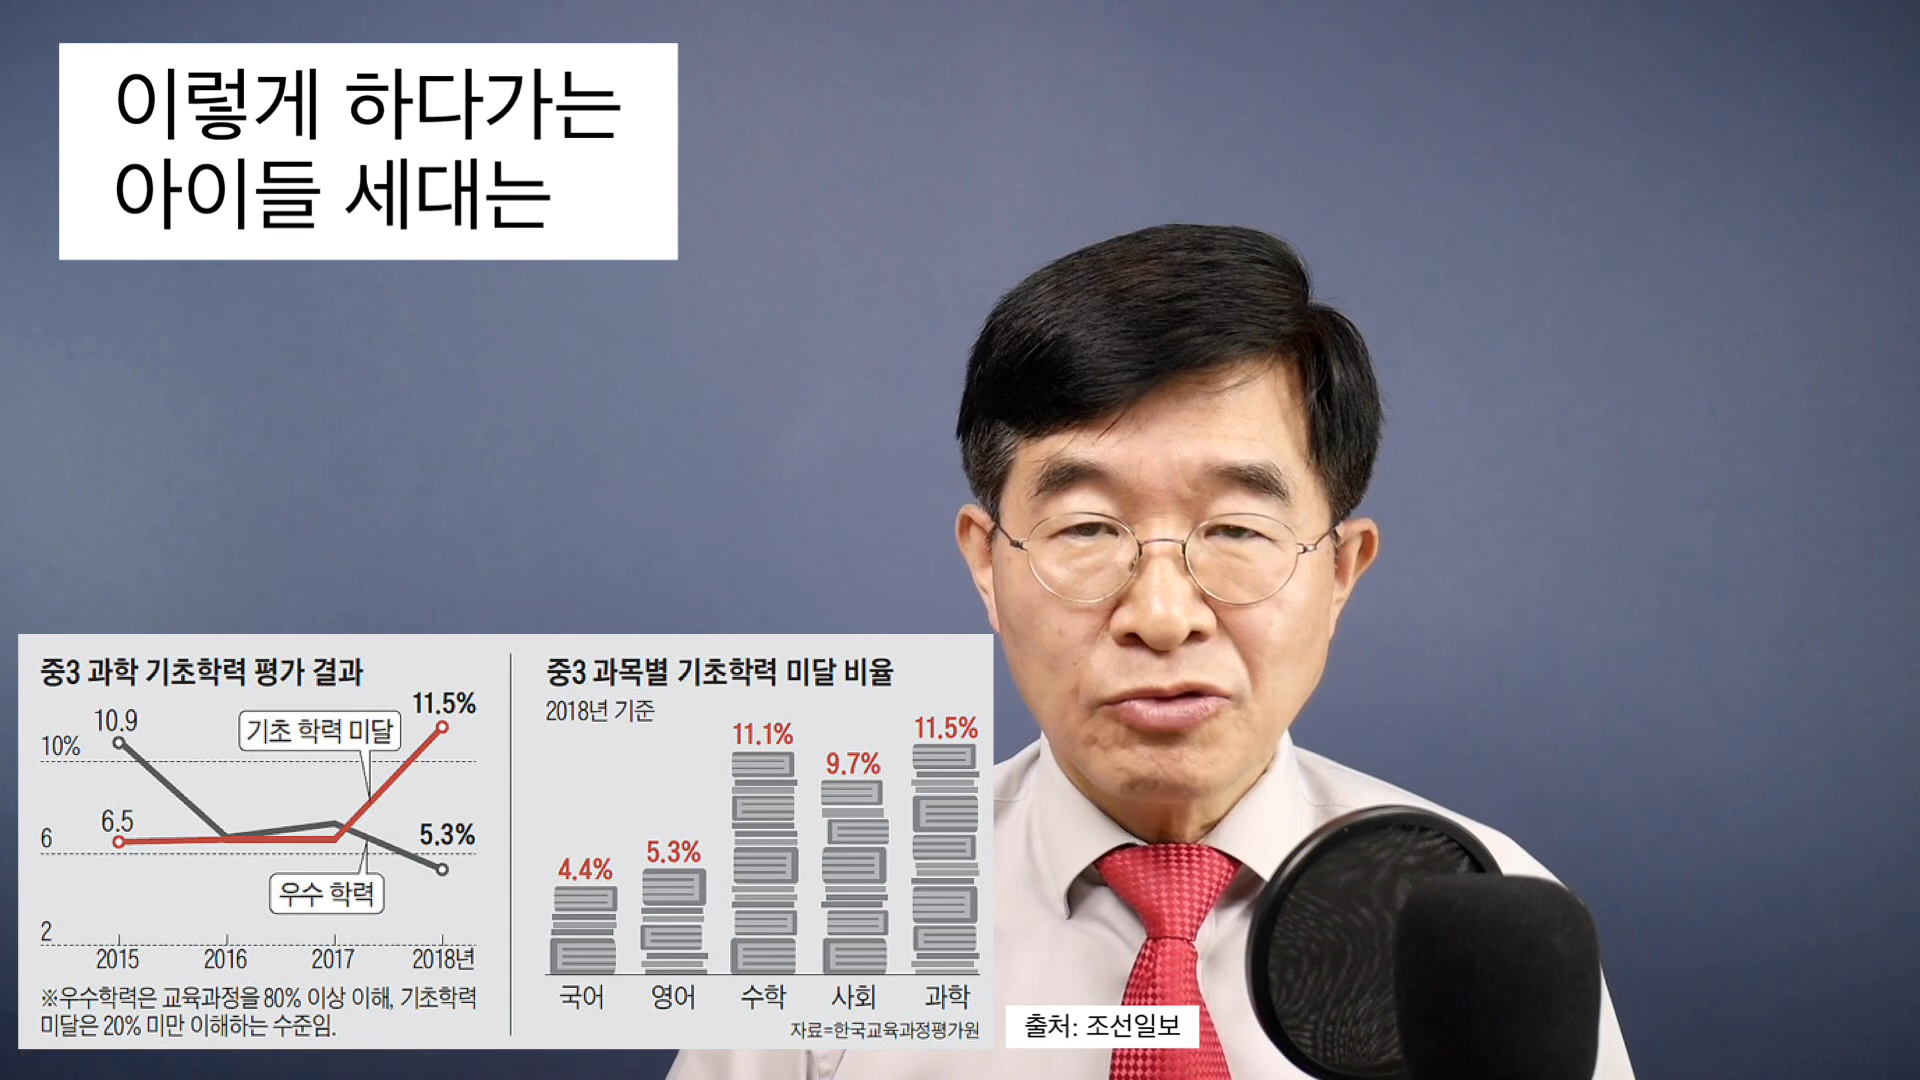 이렇게 하다가는
아이들 세대는
중3 과학 기초학력 평가 결과
10.9
11.5%
10%
기초 학력 미달
6.5
6
5.3%
우수 학력
2
2015 2016 2017 2018년
※우수학력은 교육과정을 80% 이상 이해, 기초학력
미달은 20% 미만 이해하는 수준임.
중3 과목별 기초학력 미달 비율
2018년 기준
4.4% 5.3% 11.1% 9.7% 11.5%
국어 영어 수학 사회 과학
자료=한국교육과정평가원
출처: 조선일보